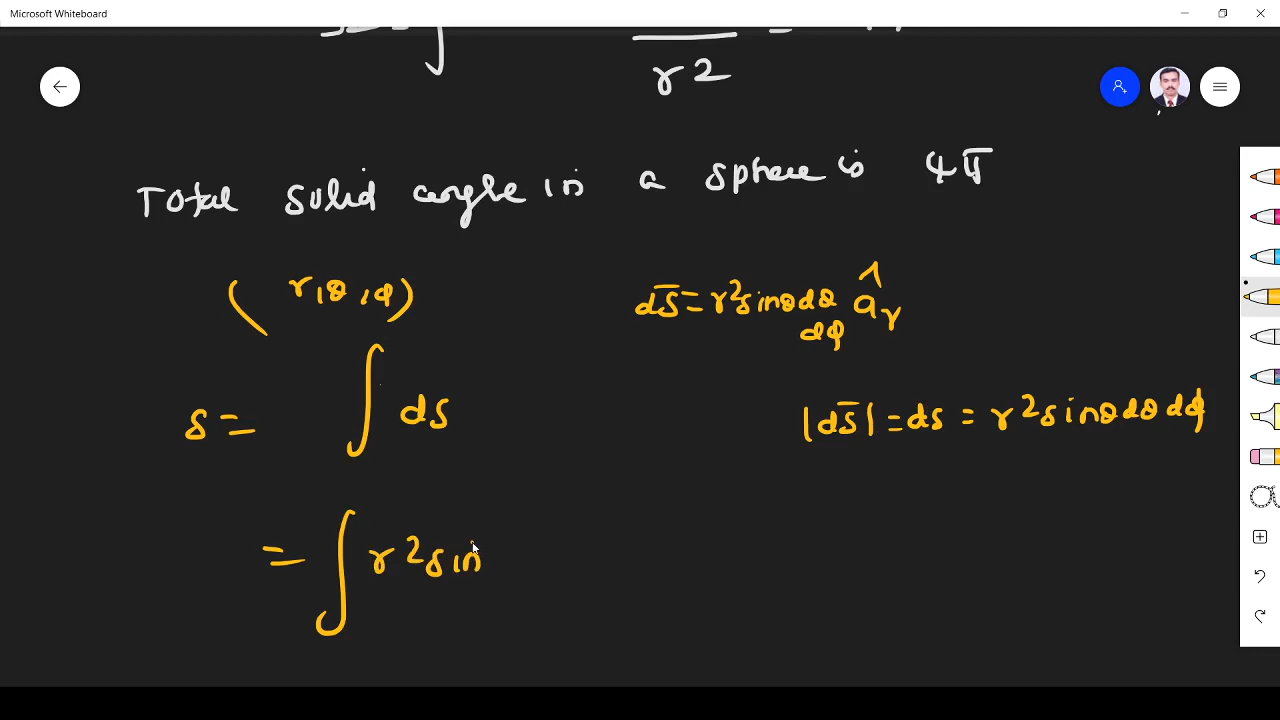 Microsoft Whiteboard
r2
Total solid angle in a sphere is 4π
(r,θ,φ)
ds̅ = r²sinθdθ
dφ âr
s = ∫ds
|ds̅| = ds = r²sinθdθdφ
= ∫r²sin